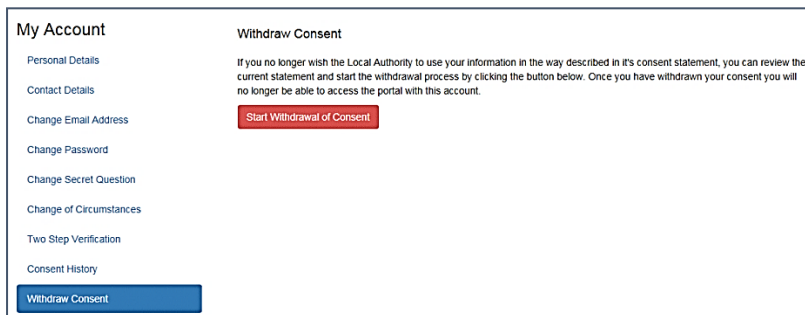 My Account
Personal Details
Contact Details
Change Email Address
Change Password
Change Secret Question
Change of Circumstances
Two Step Verification
Consent History
Withdraw Consent
Withdraw Consent
If you no longer wish the Local Authority to use your information in the way described in it's consent statement, you can review the
current statement and start the withdrawal process by clicking the button below. Once you have withdrawn your consent you will
no longer be able to access the portal with this account.
Start Withdrawal of Consent